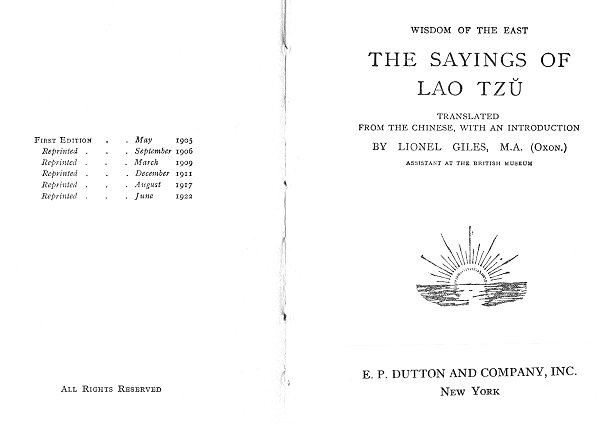 FIRST EDITION . . May 1905
Reprinted . . . September 1906
Reprinted . . . March 1909
Reprinted . . . December 1911
Reprinted . . . August 1917
Reprinted . . . June 1922
ALL RIGHTS RESERVED
WISDOM OF THE EAST
THE SAYINGS OF
LAO TZŬ
TRANSLATED
FROM THE CHINESE, WITH AN INTRODUCTION
BY LIONEL GILES, M.A. (OXON.)
ASSISTANT AT THE BRITISH MUSEUM
E. P. DUTTON AND COMPANY, INC.
NEW YORK